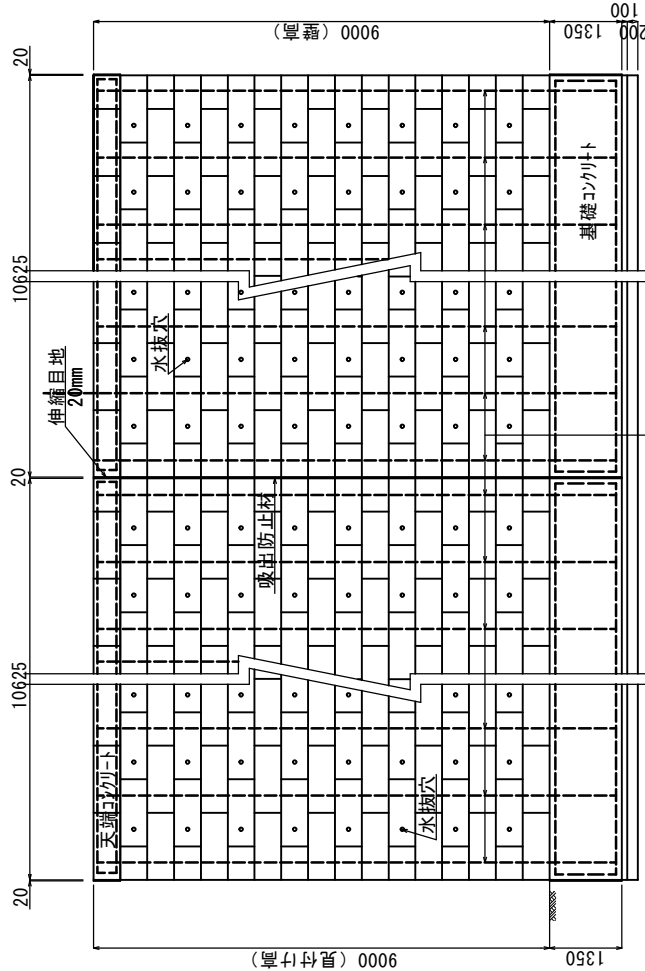 20
10625
20
10625
20
伸縮目地
20mm
天端コンクリート
水抜穴
吸出防止材
水抜穴
基礎コンクリート
9000 (見付け高)
1350
9000 (壁高)
1350
200
100